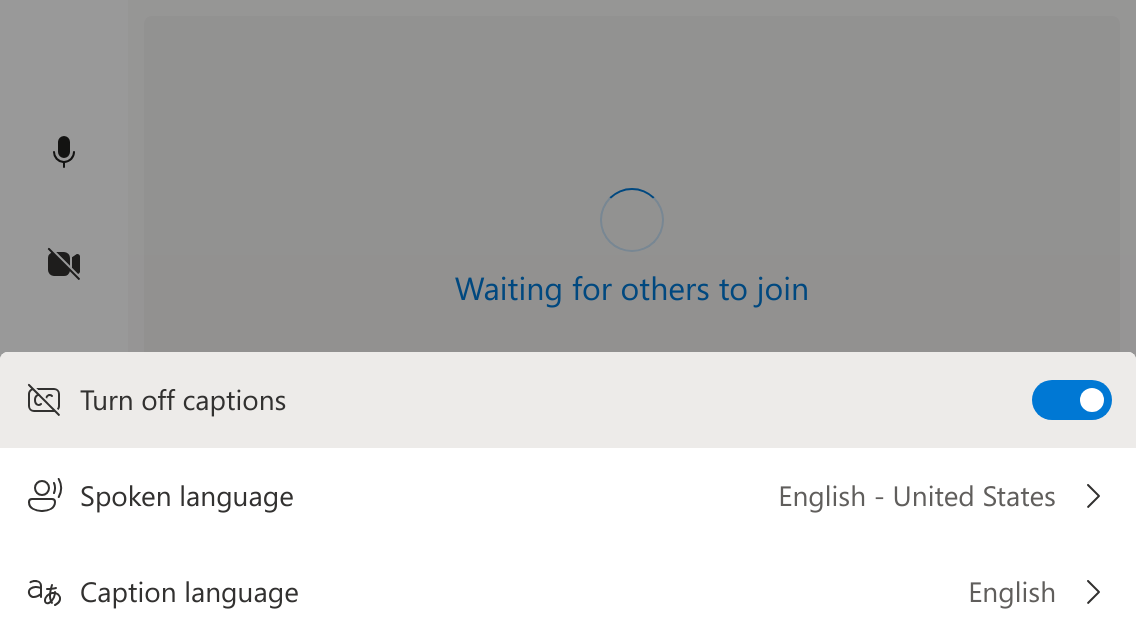 Waiting for others to join
Turn off captions
Spoken language English - United States
Caption language English